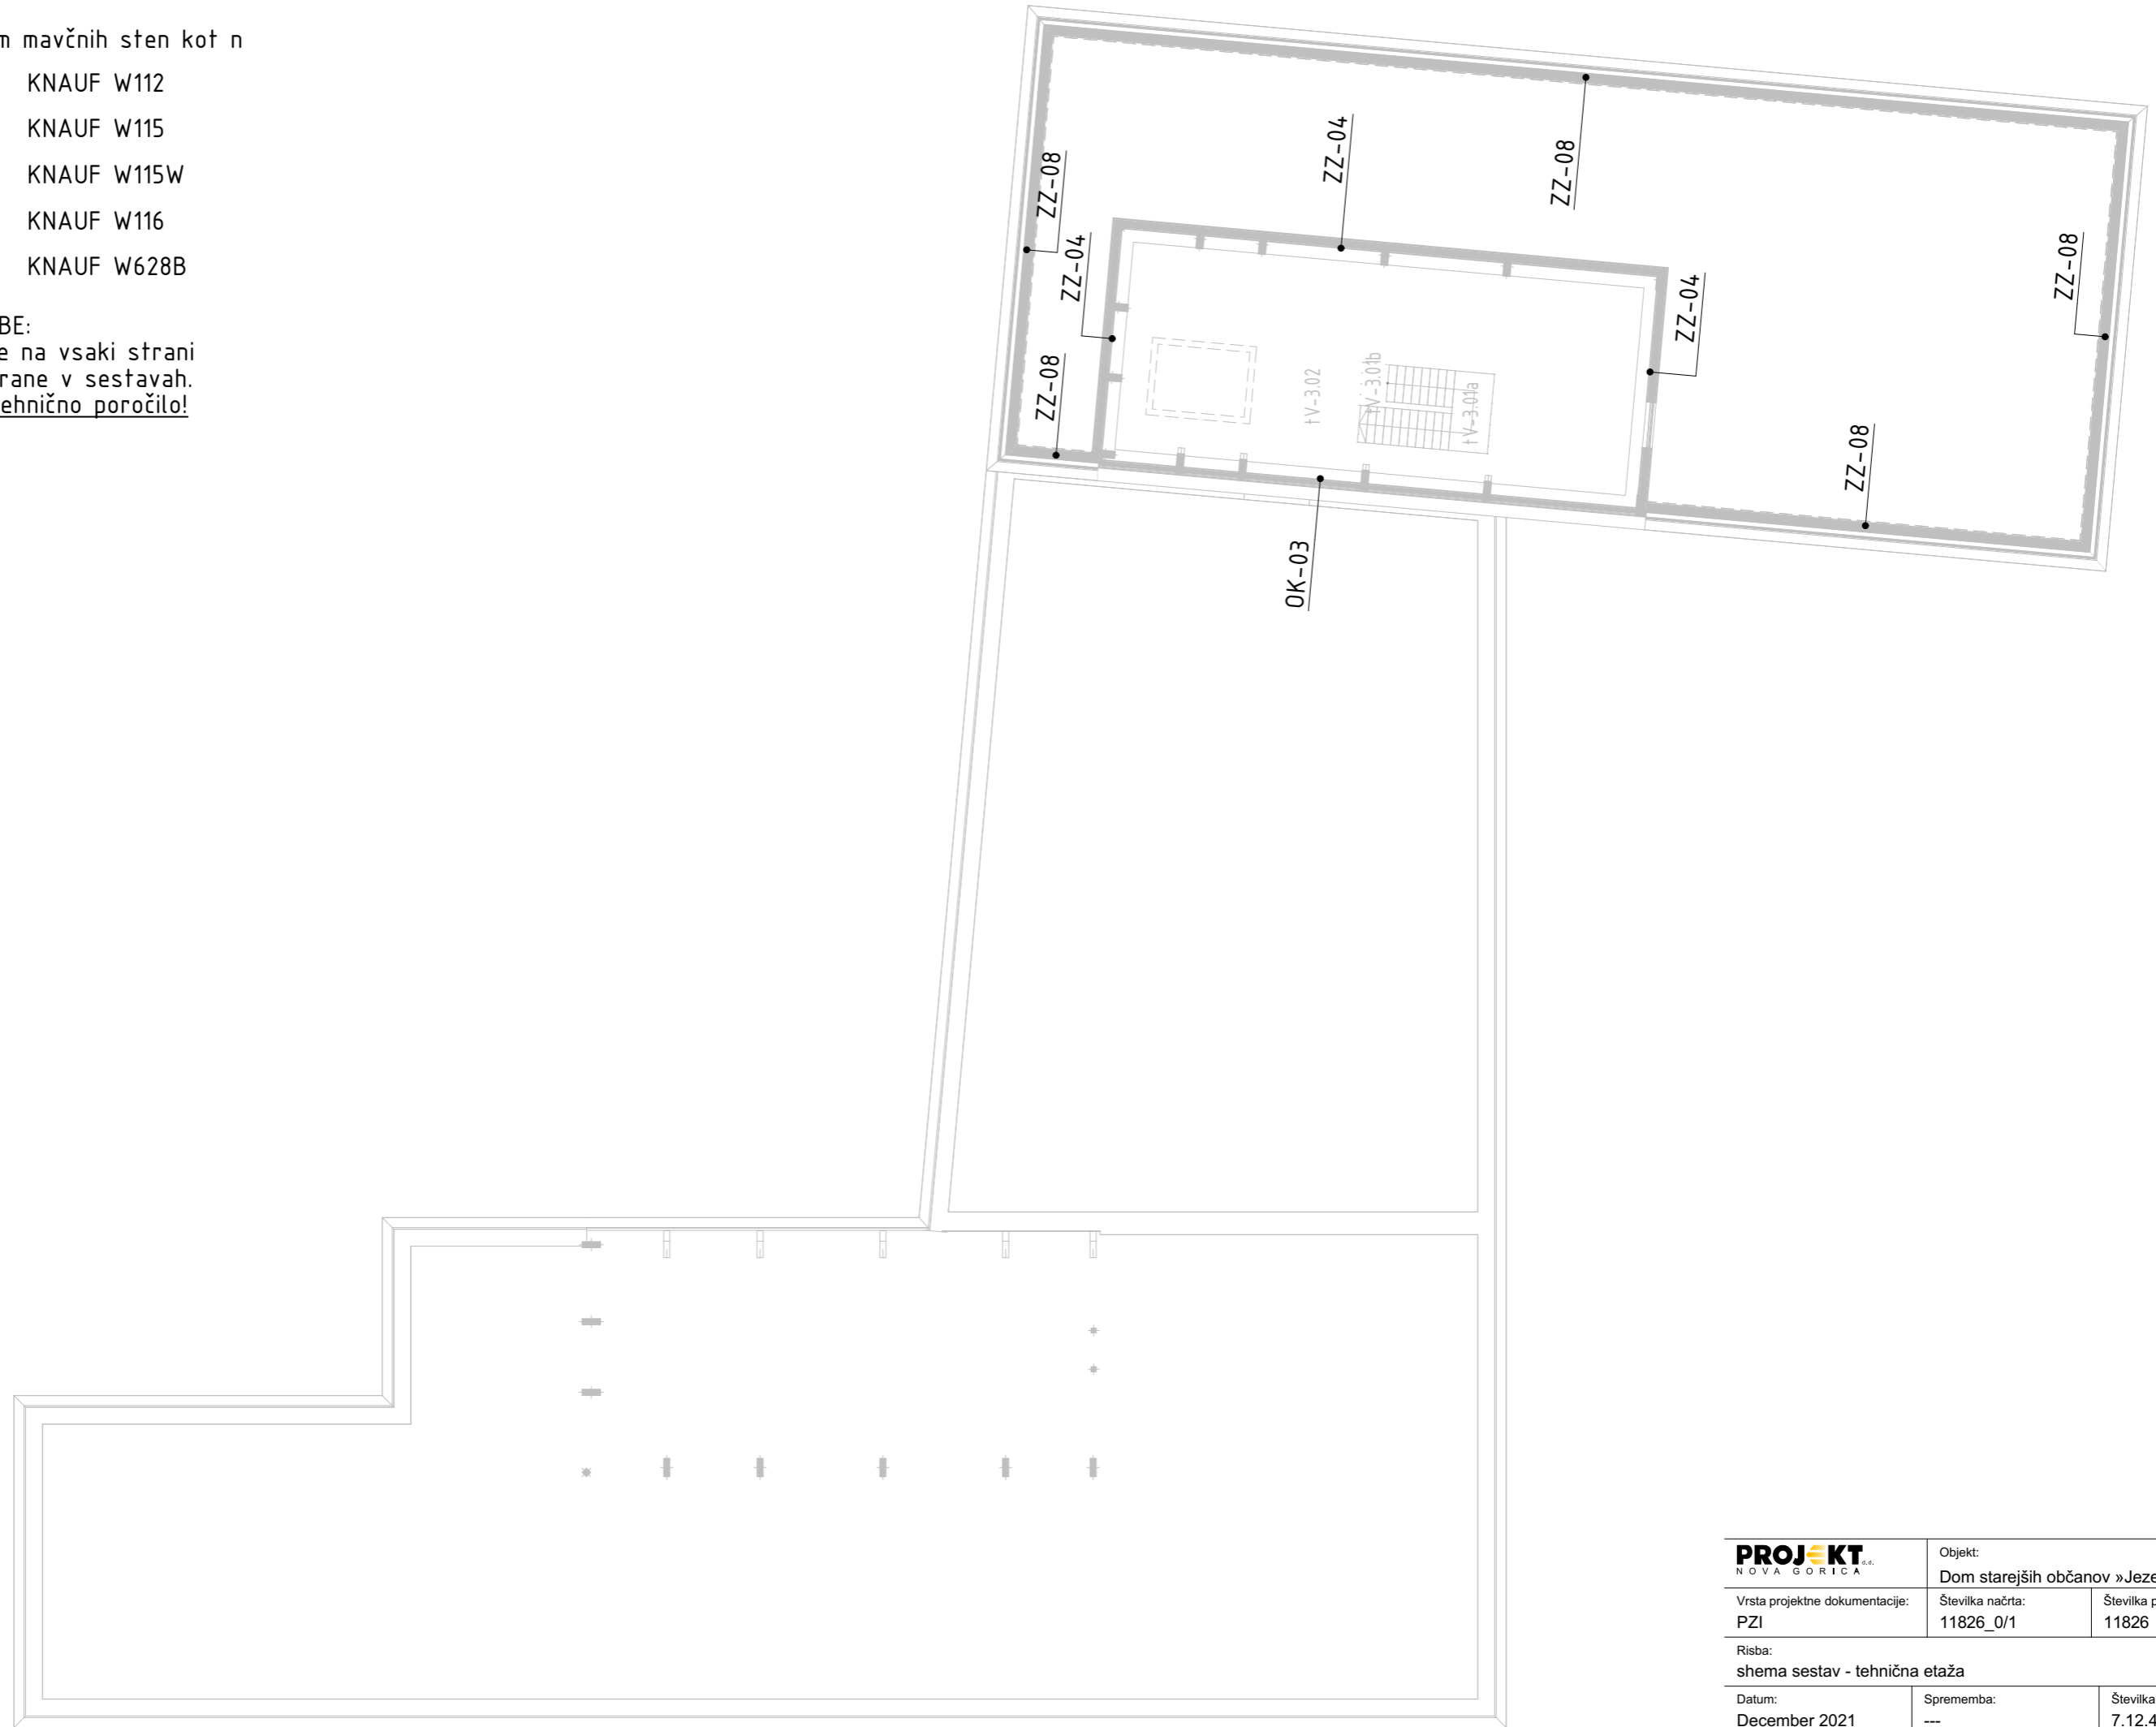 m mavčnih sten kot n
KNAUF W112
KNAUF W115
KNAUF W115W
KNAUF W116
KNAUF W628B
BE:
e na vsaki strani
rane v sestavah.
ehnično poročilo!
ZZ-08
ZZ-04
ZZ-08
ZZ-04
ZZ-08
ZZ-04
ZZ-08
ZZ-08
OK-03
tV-3.02
tV-3.01b
tV-3.01a
PROJEKT d.d.
NOVA GORICA
Objekt:
Dom starejših občanov »Jeze
Vrsta projektne dokumentacije:
PZI
Številka načrta:
11826_0/1
Številka p
11826
Risba:
shema sestav - tehnična etaža
Datum:
December 2021
Sprememba:
---
Številka
7.12.4